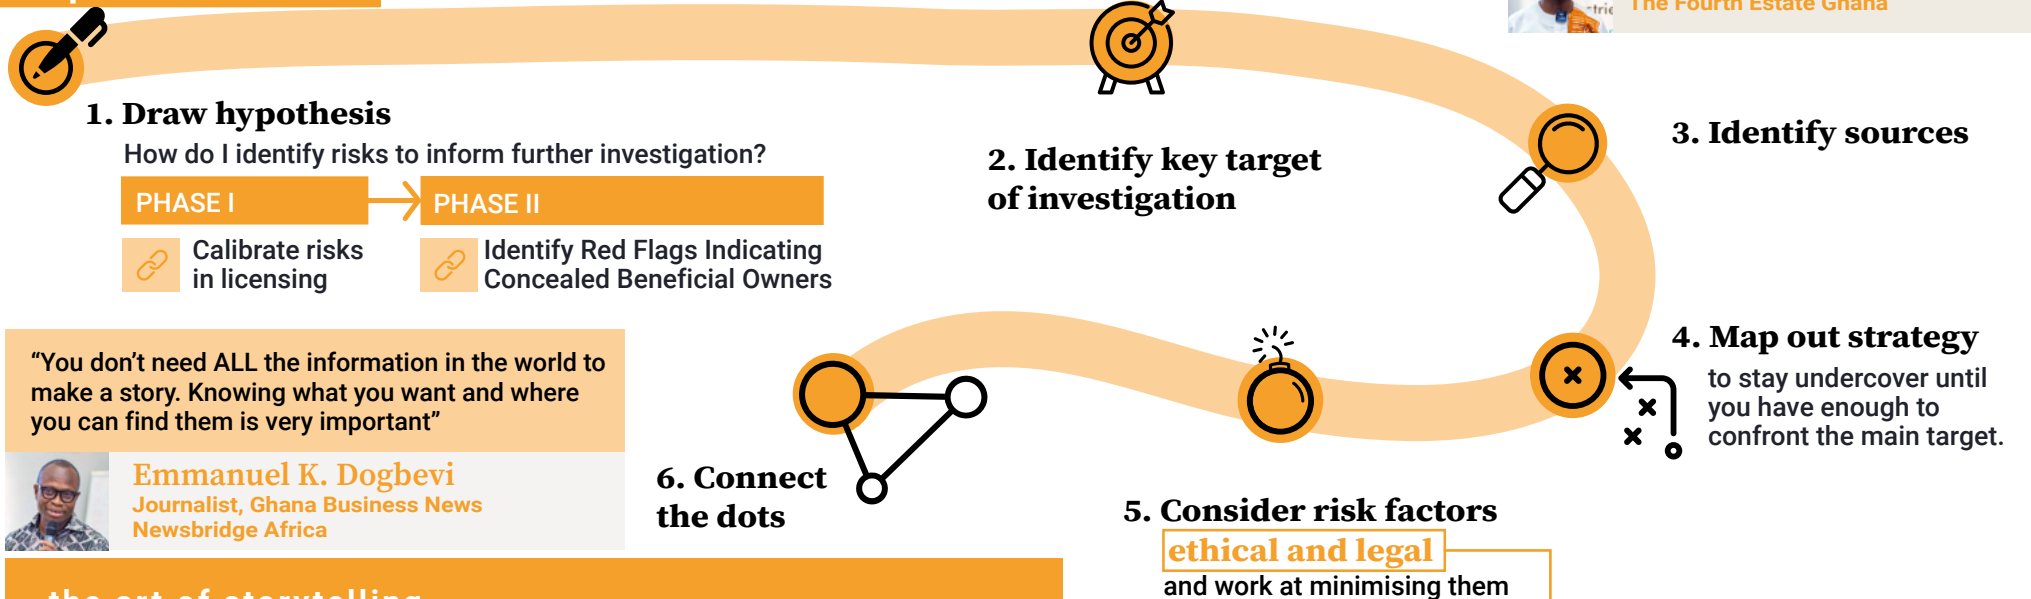 The Fourth Estate Ghana
1. Draw hypothesis
How do I identify risks to inform further investigation?
PHASE I
PHASE II
Calibrate risks
in licensing
Identify Red Flags Indicating
Concealed Beneficial Owners
2. Identify key target
of investigation
3. Identify sources
4. Map out strategy
to stay undercover until
you have enough to
confront the main target.
5. Consider risk factors
ethical and legal
and work at minimising them
6. Connect
the dots
“You don’t need ALL the information in the world to
make a story. Knowing what you want and where
you can find them is very important”
Emmanuel K. Dogbevi
Journalist, Ghana Business News
Newsbridge Africa
the art of storytelling